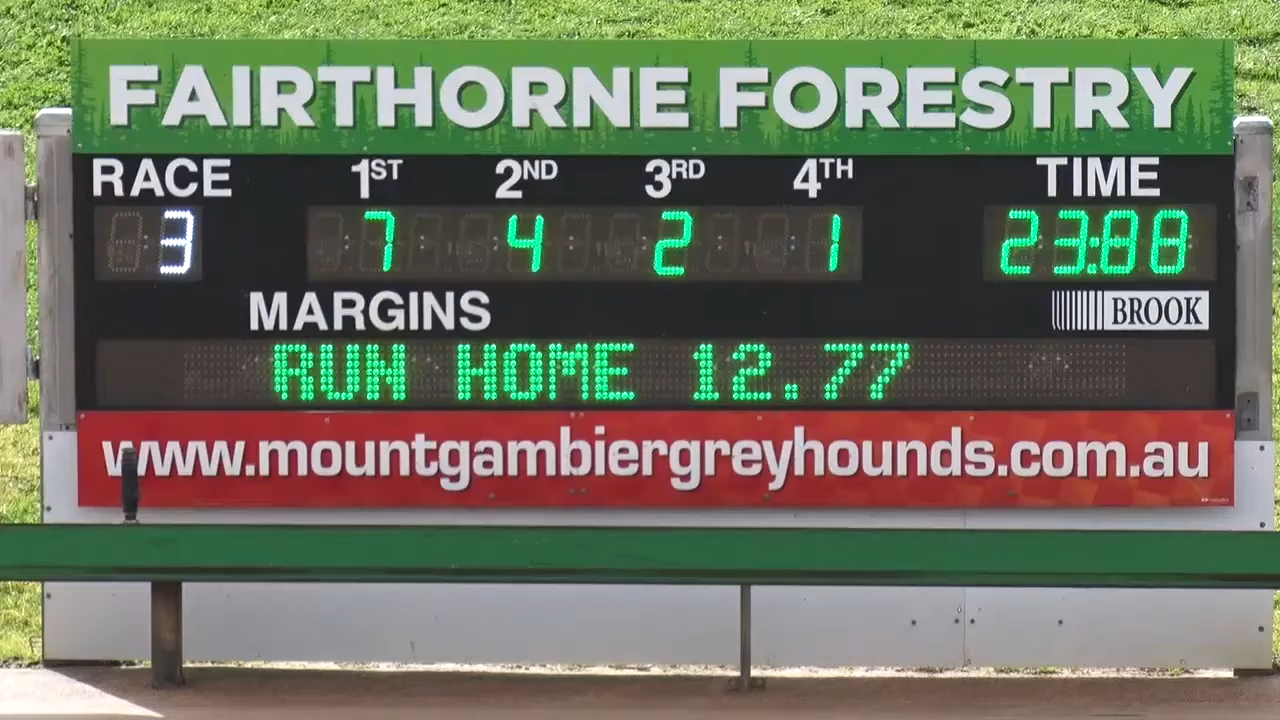 FAIRTHORNE FORESTRY
RACE 1ST 2ND 3RD 4TH TIME
3 7 4 2 1 23:88
MARGINS BROOK
RUN HOME 12.77
www.mountgambiergreyhounds.com.au